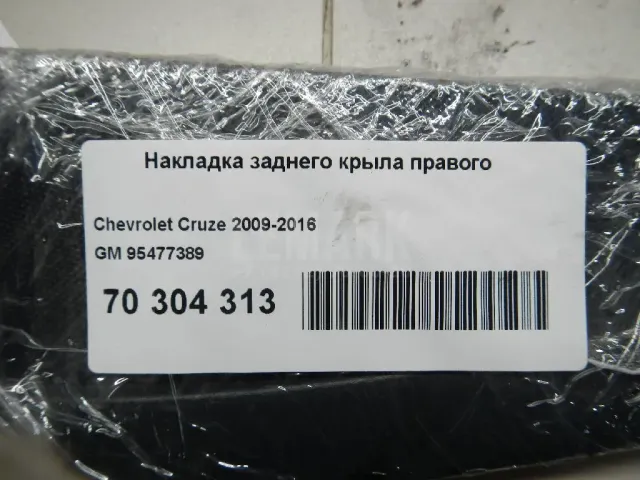 Накладка заднего крыла правого
Chevrolet Cruze 2009-2016
GM 95477389
70 304 313